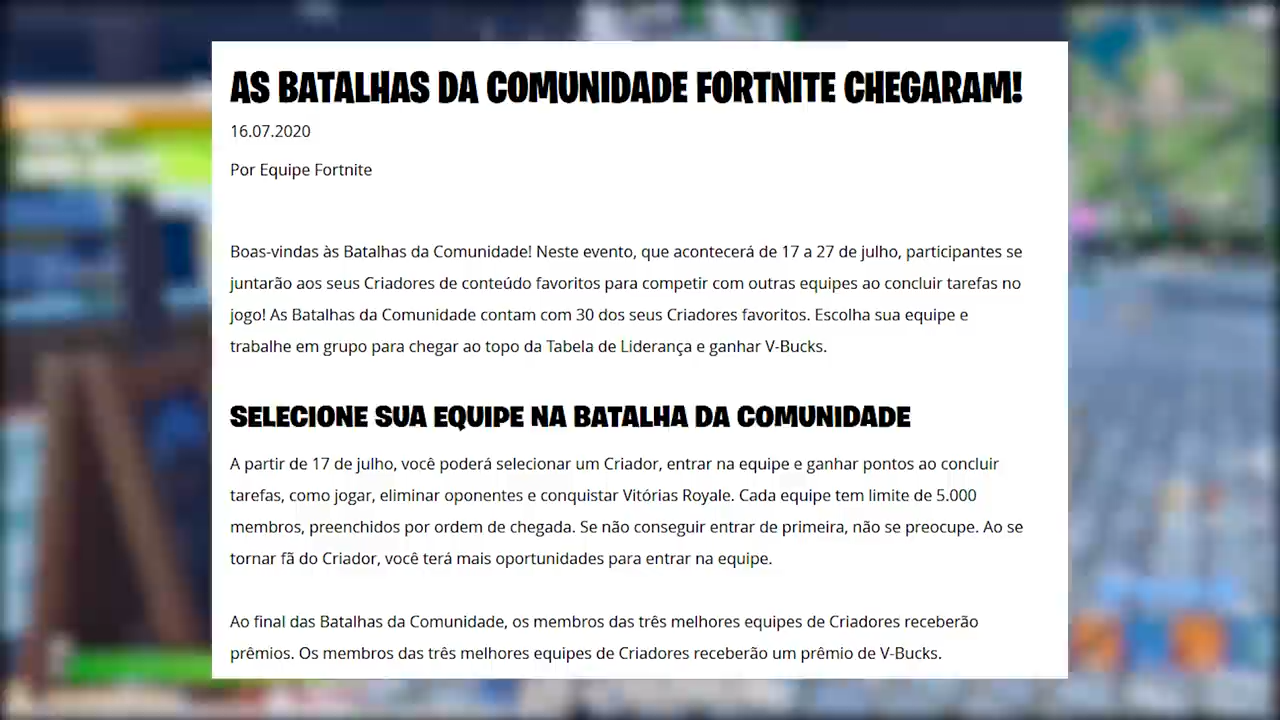 AS BATALHAS DA COMUNIDADE FORTNITE CHEGARAM!
16.07.2020
Por Equipe Fortnite
Boas-vindas às Batalhas da Comunidade! Neste evento, que acontecerá de 17 a 27 de julho, participantes se
juntarão aos seus Criadores de conteúdo favoritos para competir com outras equipes ao concluir tarefas no
jogo! As Batalhas da Comunidade contam com 30 dos seus Criadores favoritos. Escolha sua equipe e
trabalhe em grupo para chegar ao topo da Tabela de Liderança e ganhar V-Bucks.
SELECIONE SUA EQUIPE NA BATALHA DA COMUNIDADE
A partir de 17 de julho, você poderá selecionar um Criador, entrar na equipe e ganhar pontos ao concluir
tarefas, como jogar, eliminar oponentes e conquistar Vitórias Royale. Cada equipe tem limite de 5.000
membros, preenchidos por ordem de chegada. Se não conseguir entrar de primeira, não se preocupe. Ao se
tornar fã do Criador, você terá mais oportunidades para entrar na equipe.
Ao final das Batalhas da Comunidade, os membros das três melhores equipes de Criadores receberão
prêmios. Os membros das três melhores equipes de Criadores receberão um prêmio de V-Bucks.